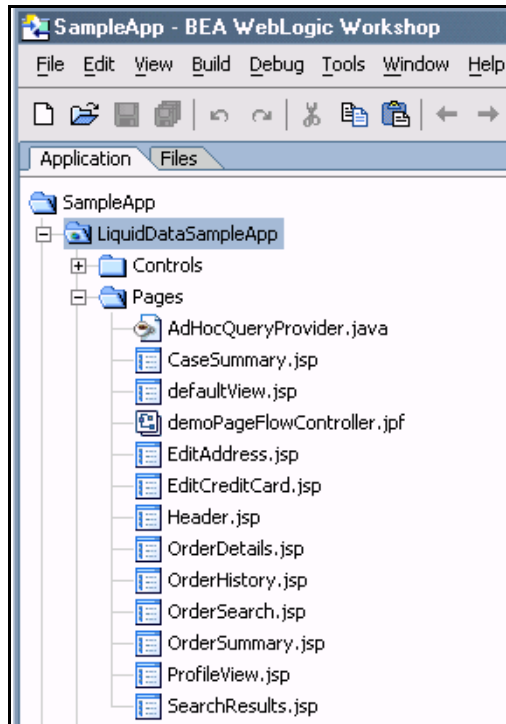 SampleApp - BEA WebLogic Workshop
File Edit View Build Debug Tools Window Help
Application Files
SampleApp
LiquidDataSampleApp
Controls
Pages
AdHocQueryProvider.java
CaseSummary.jsp
defaultView.jsp
demoPageFlowController.jpf
EditAddress.jsp
EditCreditCard.jsp
Header.jsp
OrderDetails.jsp
OrderHistory.jsp
OrderSearch.jsp
OrderSummary.jsp
ProfileView.jsp
SearchResults.jsp